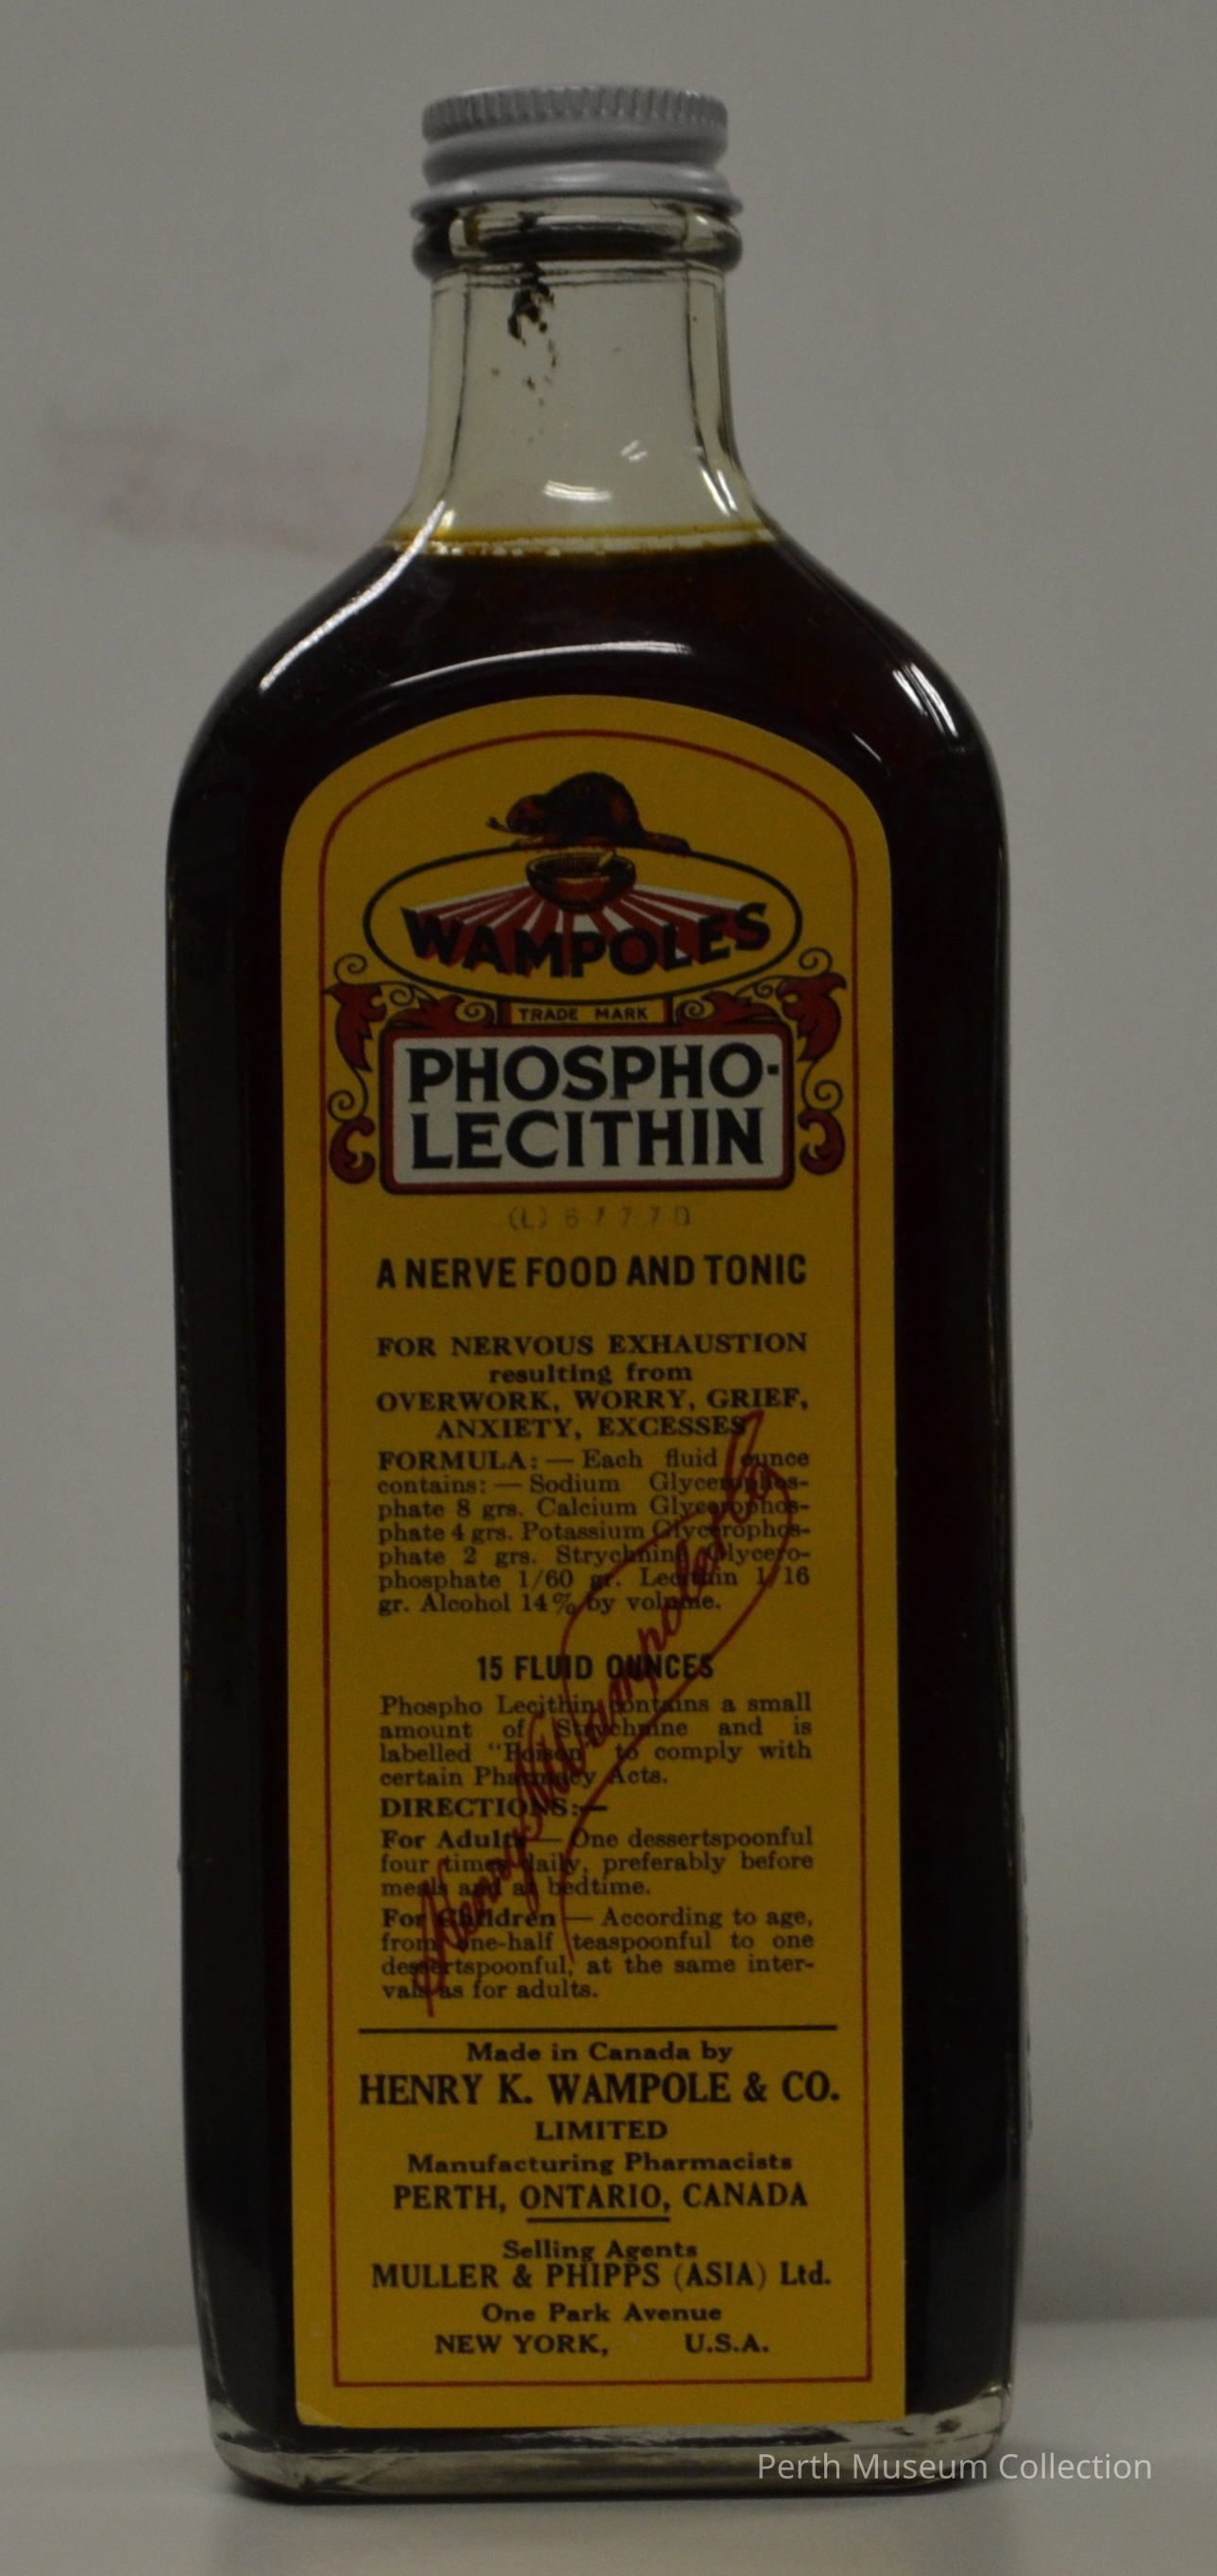 WAMPOLES
TRADE MARK
PHOSPHO-
LECITHIN
(L) 67770
A NERVE FOOD AND TONIC
FOR NERVOUS EXHAUSTION
resulting from
OVERWORK, WORRY, GRIEF,
ANXIETY, EXCESSES
FORMULA: — Each fluid ounce
contains: — Sodium Glycerophos-
phate 8 grs. Calcium Glycerophos-
phate 4 grs. Potassium Glycerophos-
phate 2 grs. Strychnine Glycero-
phosphate 1/60 gr. Lecithin 1/16
gr. Alcohol 14% by volume.
15 FLUID OUNCES
Phospho Lecithin contains a small
amount of Strychnine and is
labelled "Poison" to comply with
certain Pharmacy Acts.
DIRECTIONS:—
For Adults — One dessertspoonful
four times daily, preferably before
meals and at bedtime.
For Children — According to age,
from one-half teaspoonful to one
dessertspoonful, at the same inter-
vals as for adults.
Henry K. Wampole & Co.
Made in Canada by
HENRY K. WAMPOLE & CO.
LIMITED
Manufacturing Pharmacists
PERTH, ONTARIO, CANADA
Selling Agents
MULLER & PHIPPS (ASIA) Ltd.
One Park Avenue
NEW YORK, U.S.A.
Perth Museum Collection